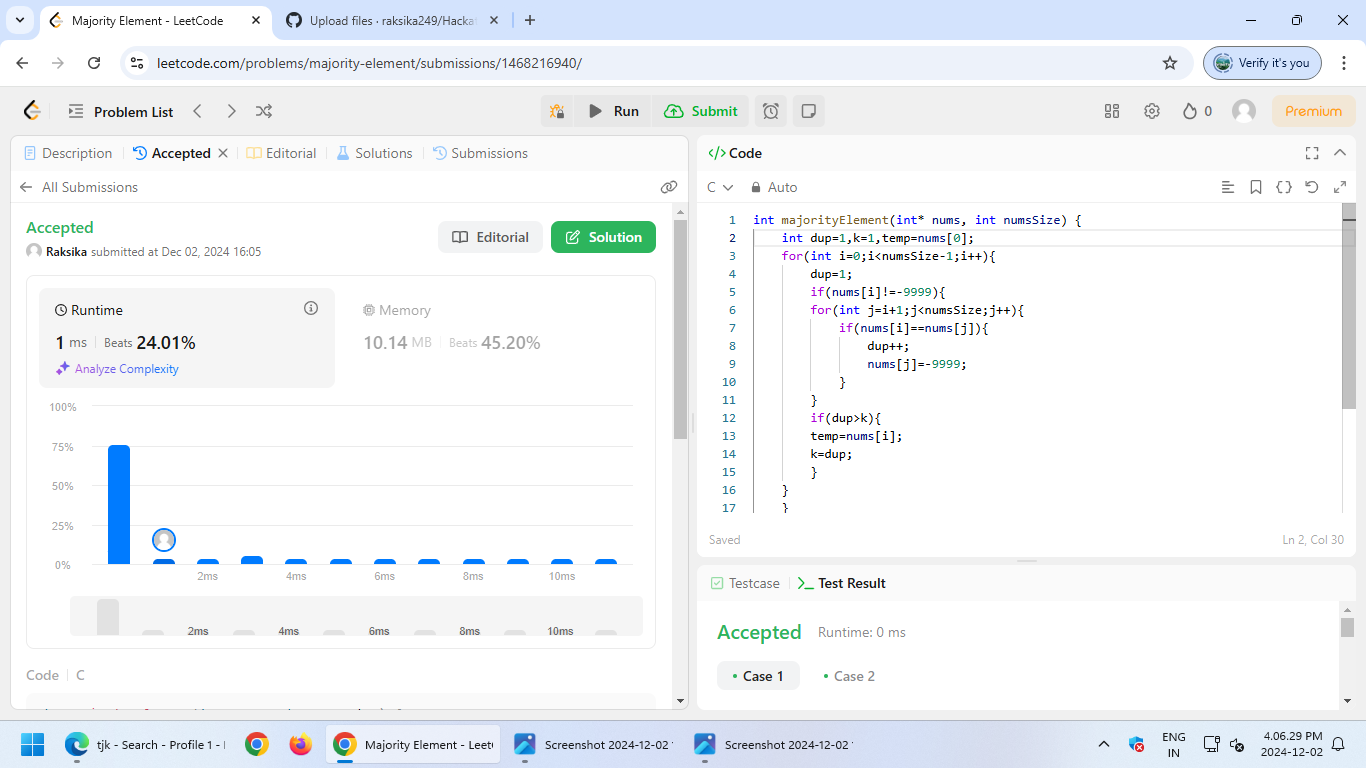 Majority Element - LeetCode
Upload files · raksika249/Hacka
leetcode.com/problems/majority-element/submissions/1468216940/
Verify it's you
Problem List
Run
Submit
0
Premium
Description
Accepted
Editorial
Solutions
Submissions
All Submissions
Accepted
Raksika submitted at Dec 02, 2024 16:05
Editorial
Solution
Runtime
1 ms
Beats 24.01%
Analyze Complexity
Memory
10.14 MB
Beats 45.20%
100%
75%
50%
25%
0%
2ms 4ms 6ms 8ms 10ms
2ms 4ms 6ms 8ms 10ms
Code C
Code
C Auto
1 int majorityElement(int* nums, int numsSize) {
2 int dup=1,k=1,temp=nums[0];
3 for(int i=0;i<numsSize-1;i++){
4 dup=1;
5 if(nums[i]!=-9999){
6 for(int j=i+1;j<numsSize;j++){
7 if(nums[i]==nums[j]){
8 dup++;
9 nums[j]=-9999;
10 }
11 }
12 if(dup>k){
13 temp=nums[i];
14 k=dup;
15 }
16 }
17 }
Saved
Ln 2, Col 30
Testcase
Test Result
Accepted
Runtime: 0 ms
Case 1
Case 2
tjk - Search - Profile 1 -
Majority Element - Leet
Screenshot 2024-12-02
Screenshot 2024-12-02
ENG
IN
4.06.29 PM
2024-12-02